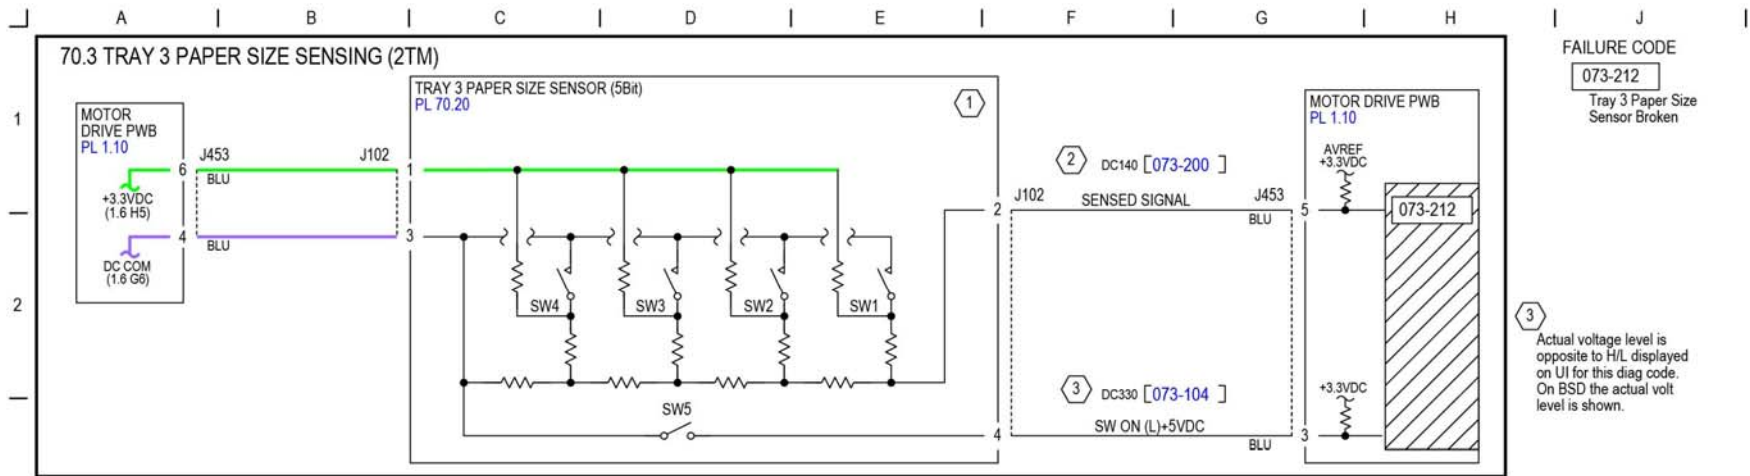 A B C D E F G H J
70.3 TRAY 3 PAPER SIZE SENSING (2TM)
FAILURE CODE
073-212
Tray 3 Paper Size
Sensor Broken
1
2
MOTOR
DRIVE PWB
PL 1.10
6
+3.3VDC
(1.6 H5)
4
DC COM
(1.6 G6)
J453
J102
BLU
BLU
TRAY 3 PAPER SIZE SENSOR (5Bit)
PL 70.20
1
1
3
SW4
SW3
SW2
SW1
SW5
2
4
2
DC140 [073-200 ]
J102
SENSED SIGNAL
J453
BLU
3
DC330 [073-104 ]
SW ON (L)+5VDC
BLU
MOTOR DRIVE PWB
PL 1.10
AVREF
+3.3VDC
5
073-212
+3.3VDC
3
3
Actual voltage level is
opposite to H/L displayed
on UI for this diag code.
On BSD the actual volt
level is shown.